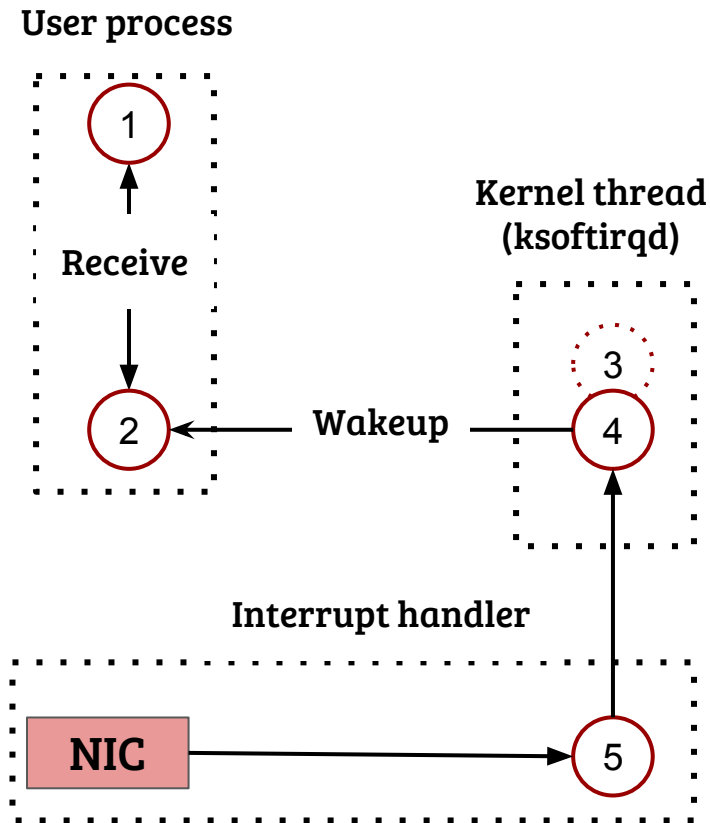 User process
1
Kernel thread
(ksoftirqd)
Receive
3
2
Wakeup
4
Interrupt handler
NIC
5